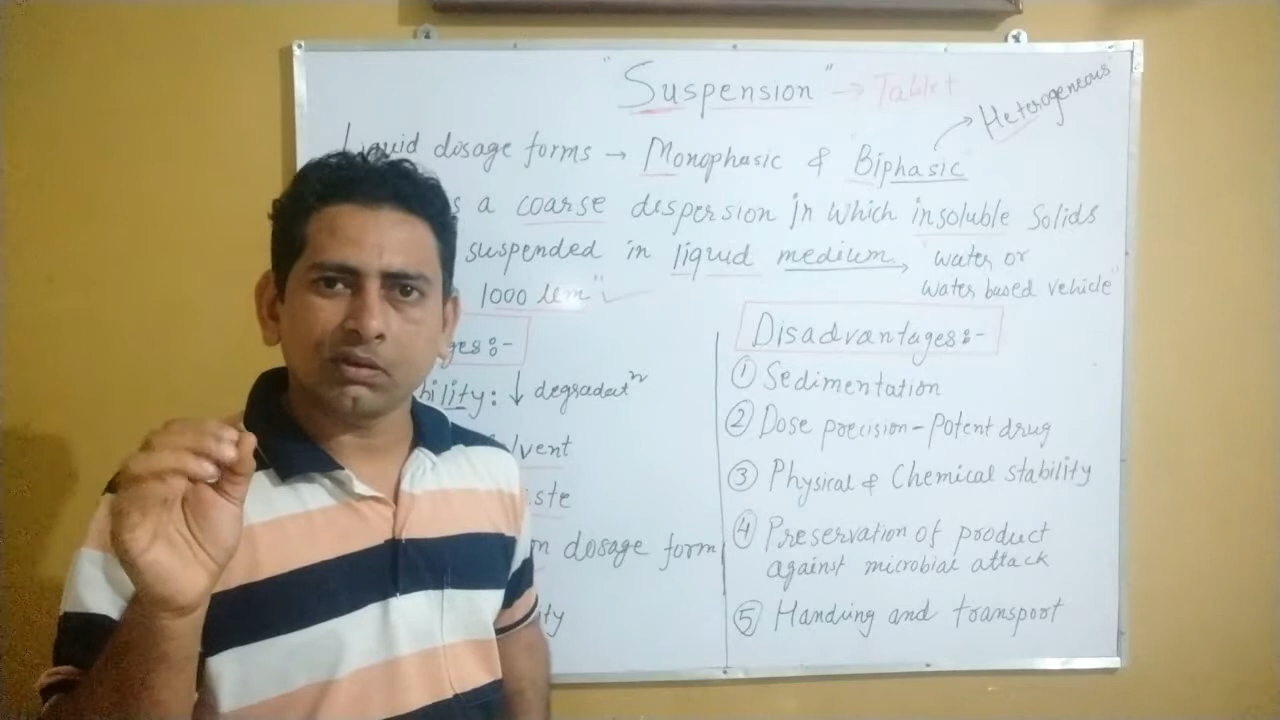 "Suspension" → Tablet
Heterogeneous
Liquid dosage forms → Monophasic & Biphasic
s a coarse dispersion in which insoluble solids
suspended in liquid medium → water or
water based vehicle"
1000 µm"
ges:-
bility: ↓ degradatⁿ
lvent
ste
n dosage form
ity
Disadvantages:-
① Sedimentation
② Dose precision - Potent drug
③ Physical & Chemical stability
④ Preservation of product
against microbial attack
⑤ Handling and transport